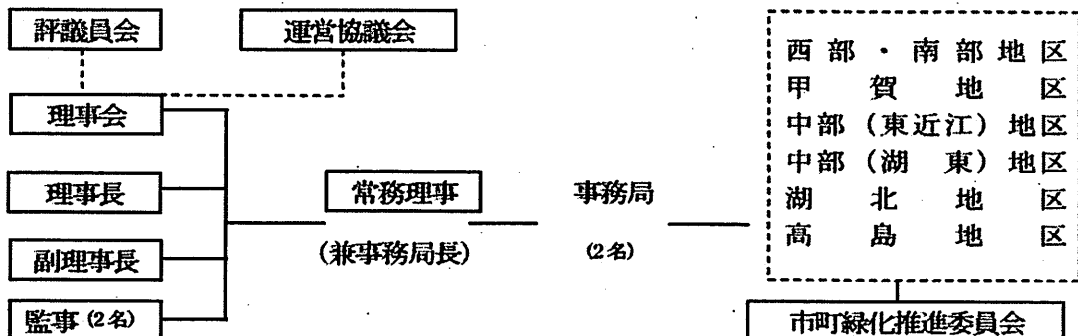 評議員会
運営協議会
理事会
理事長
副理事長
監事(2名)
常務理事
(兼事務局長)
事務局
(2名)
西部・南部地区
甲賀地区
中部(東近江)地区
中部(湖東)地区
湖北地区
高島地区
市町緑化推進委員会